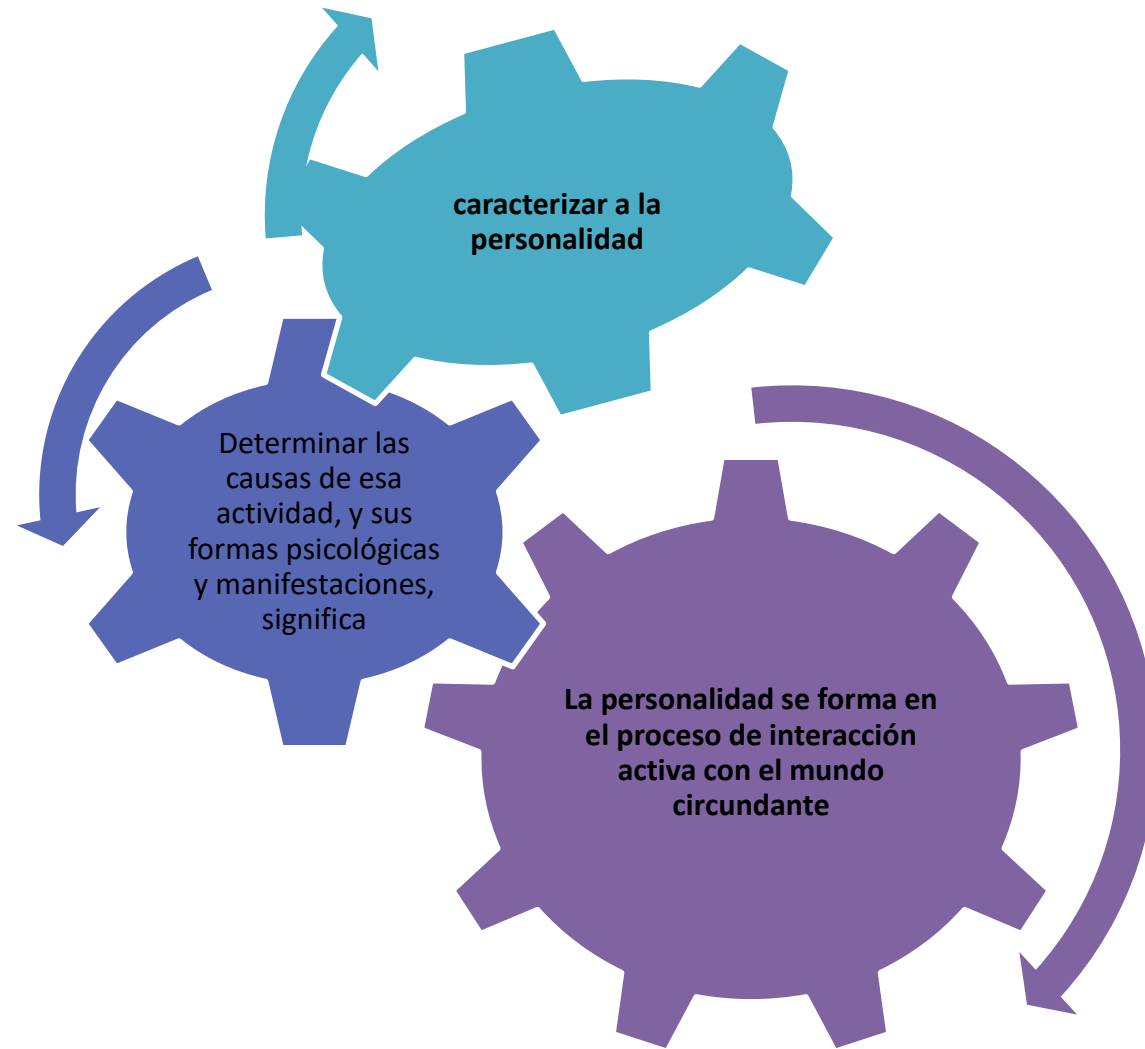 caracterizar a la
personalidad
Determinar las
causas de esa
actividad, y sus
formas psicológicas
y manifestaciones,
significa
La personalidad se forma en
el proceso de interacción
activa con el mundo
circundante